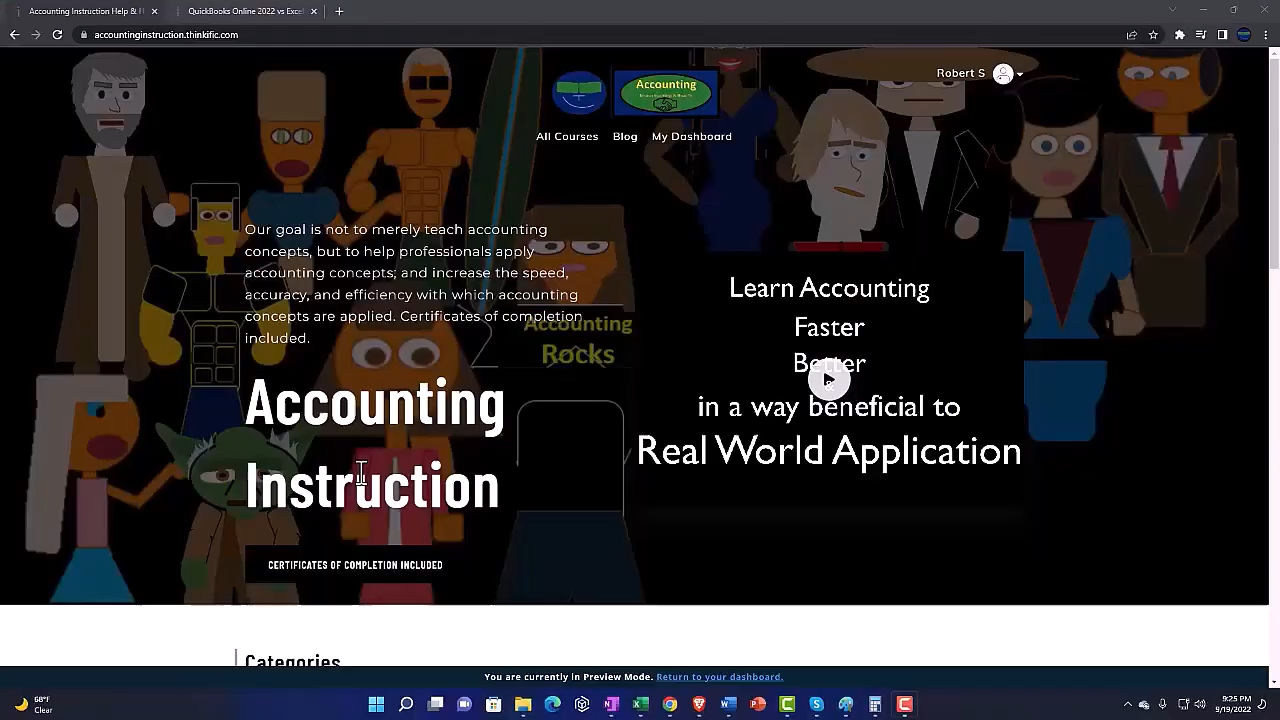 Accounting Instruction Help & H
QuickBooks Online 2022 vs Excel
accountinginstruction.thinkific.com
Robert S
Accounting
All Courses
Blog
My Dashboard
Our goal is not to merely teach accounting
concepts, but to help professionals apply
accounting concepts; and increase the speed,
accuracy, and efficiency with which accounting
concepts are applied. Certificates of completion
included.
Accounting
Rocks
Accounting
Instruction
CERTIFICATES OF COMPLETION INCLUDED
Learn Accounting
Faster
Better
&
in a way beneficial to
Real World Application
Categories
You are currently in Preview Mode. Return to your dashboard.
68°F
Clear
9:25 PM
9/19/2022